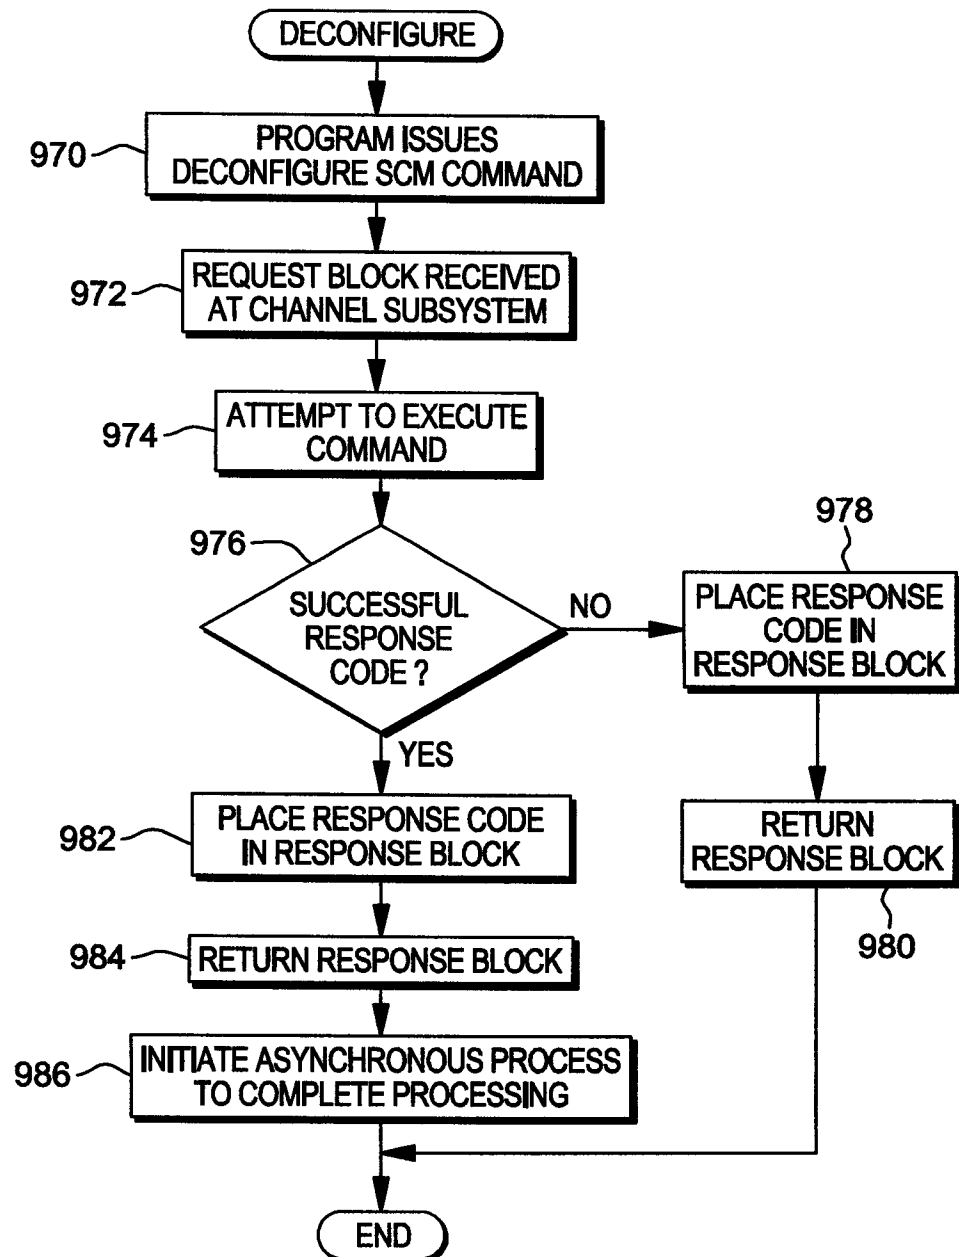 DECONFIGURE
970
PROGRAM ISSUES
DECONFIGURE SCM COMMAND
972
REQUEST BLOCK RECEIVED
AT CHANNEL SUBSYSTEM
974
ATTEMPT TO EXECUTE
COMMAND
976
SUCCESSFUL
RESPONSE
CODE ?
NO
YES
978
PLACE RESPONSE
CODE IN
RESPONSE BLOCK
RETURN
RESPONSE BLOCK
980
982
PLACE RESPONSE CODE
IN RESPONSE BLOCK
984
RETURN RESPONSE BLOCK
986
INITIATE ASYNCHRONOUS PROCESS
TO COMPLETE PROCESSING
END